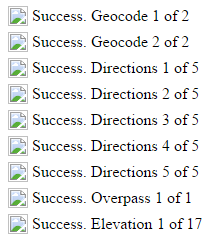 Success. Geocode 1 of 2
Success. Geocode 2 of 2
Success. Directions 1 of 5
Success. Directions 2 of 5
Success. Directions 3 of 5
Success. Directions 4 of 5
Success. Directions 5 of 5
Success. Overpass 1 of 1
Success. Elevation 1 of 17